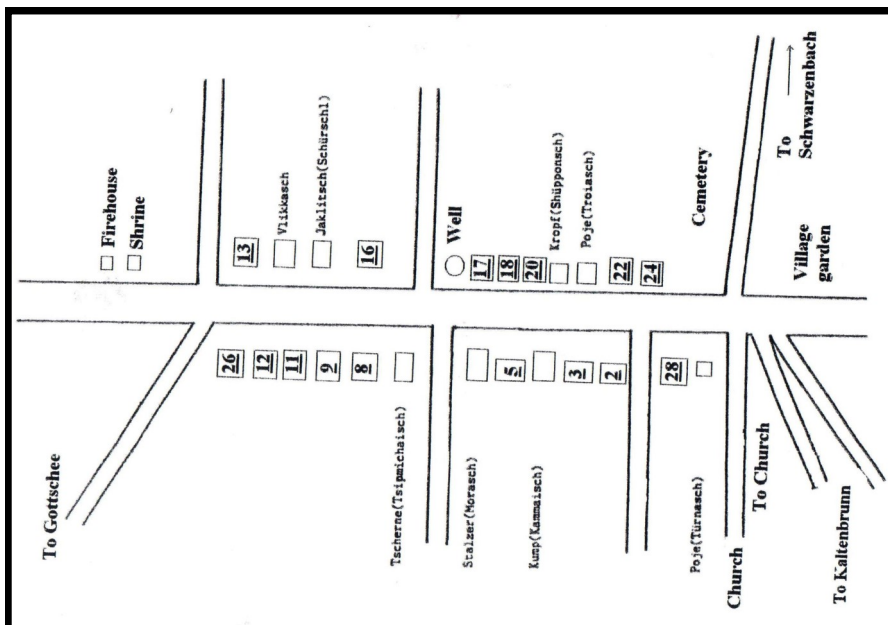 Firehouse
Shrine
13
Vlikkasch
Jaklitsch(Schürschl)
16
Well
17
18
20
Kropf(Shüpponsch)
Poje(Troiasch)
22
24
Cemetery
To
Schwarzenbach
Village
garden
To Gottschee
26
12
11
9
8
Tscherne(Tsipmichaisch)
Stalzer(Morasch)
5
Kump(Kammaisch)
3
2
28
Poje(Türnasch)
Church
To Church
To Kaltenbrunn